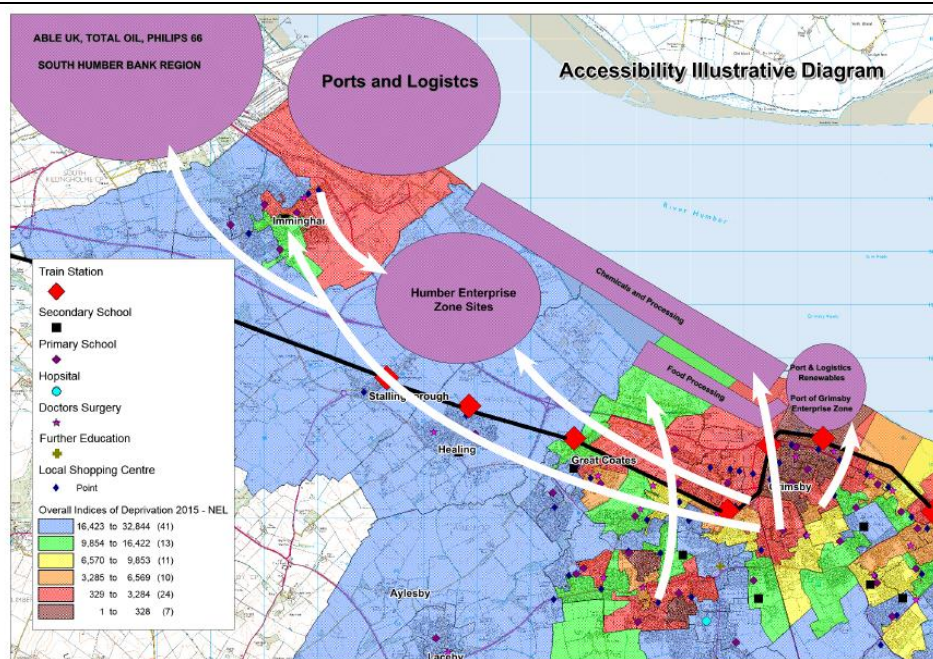 ABLE UK, TOTAL OIL, PHILIPS 66
SOUTH HUMBER BANK REGION
Ports and Logistcs
Accessibility Illustrative Diagram
River Humber
SOUTH
KILLINGHOLME CP
Immingha
Humber Enterprise
Zone Sites
Chemicals and Processing
Food Processing
Port & Logistics
Renewables
Port of Grimsby
Enterprise Zone
Stallingborough
Healing
Great Coates
Grimsby
Aylesby
Laceby
Train Station
Secondary School
Primary School
Hopsital
Doctors Surgery
Further Education
Local Shopping Centre
Point
Overall Indices of Deprivation 2015 - NEL
16,423 to 32,844 (41)
9,854 to 16,422 (13)
6,570 to 9,853 (11)
3,285 to 6,569 (10)
329 to 3,284 (24)
1 to 328 (7)